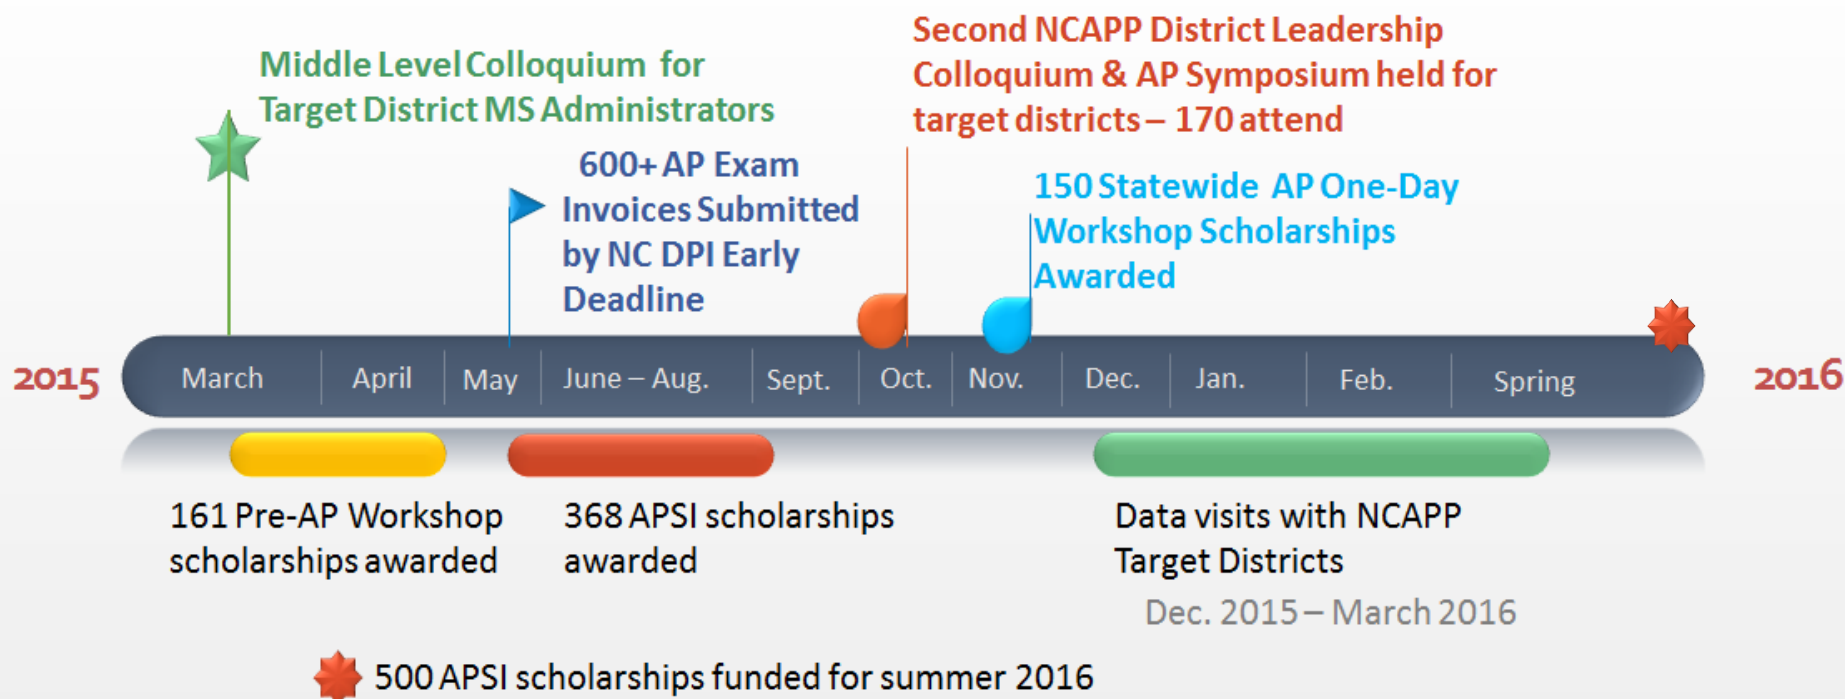 Middle Level Colloquium for
Target District MS Administrators
600+ AP Exam
Invoices Submitted
by NC DPI Early
Deadline
Second NCAPP District Leadership
Colloquium & AP Symposium held for
target districts – 170 attend
150 Statewide AP One-Day
Workshop Scholarships
Awarded
2015
March
April
May
June – Aug.
Sept.
Oct.
Nov.
Dec.
Jan.
Feb.
Spring
2016
161 Pre-AP Workshop
scholarships awarded
368 APSI scholarships
awarded
Data visits with NCAPP
Target Districts
Dec. 2015 – March 2016
500 APSI scholarships funded for summer 2016